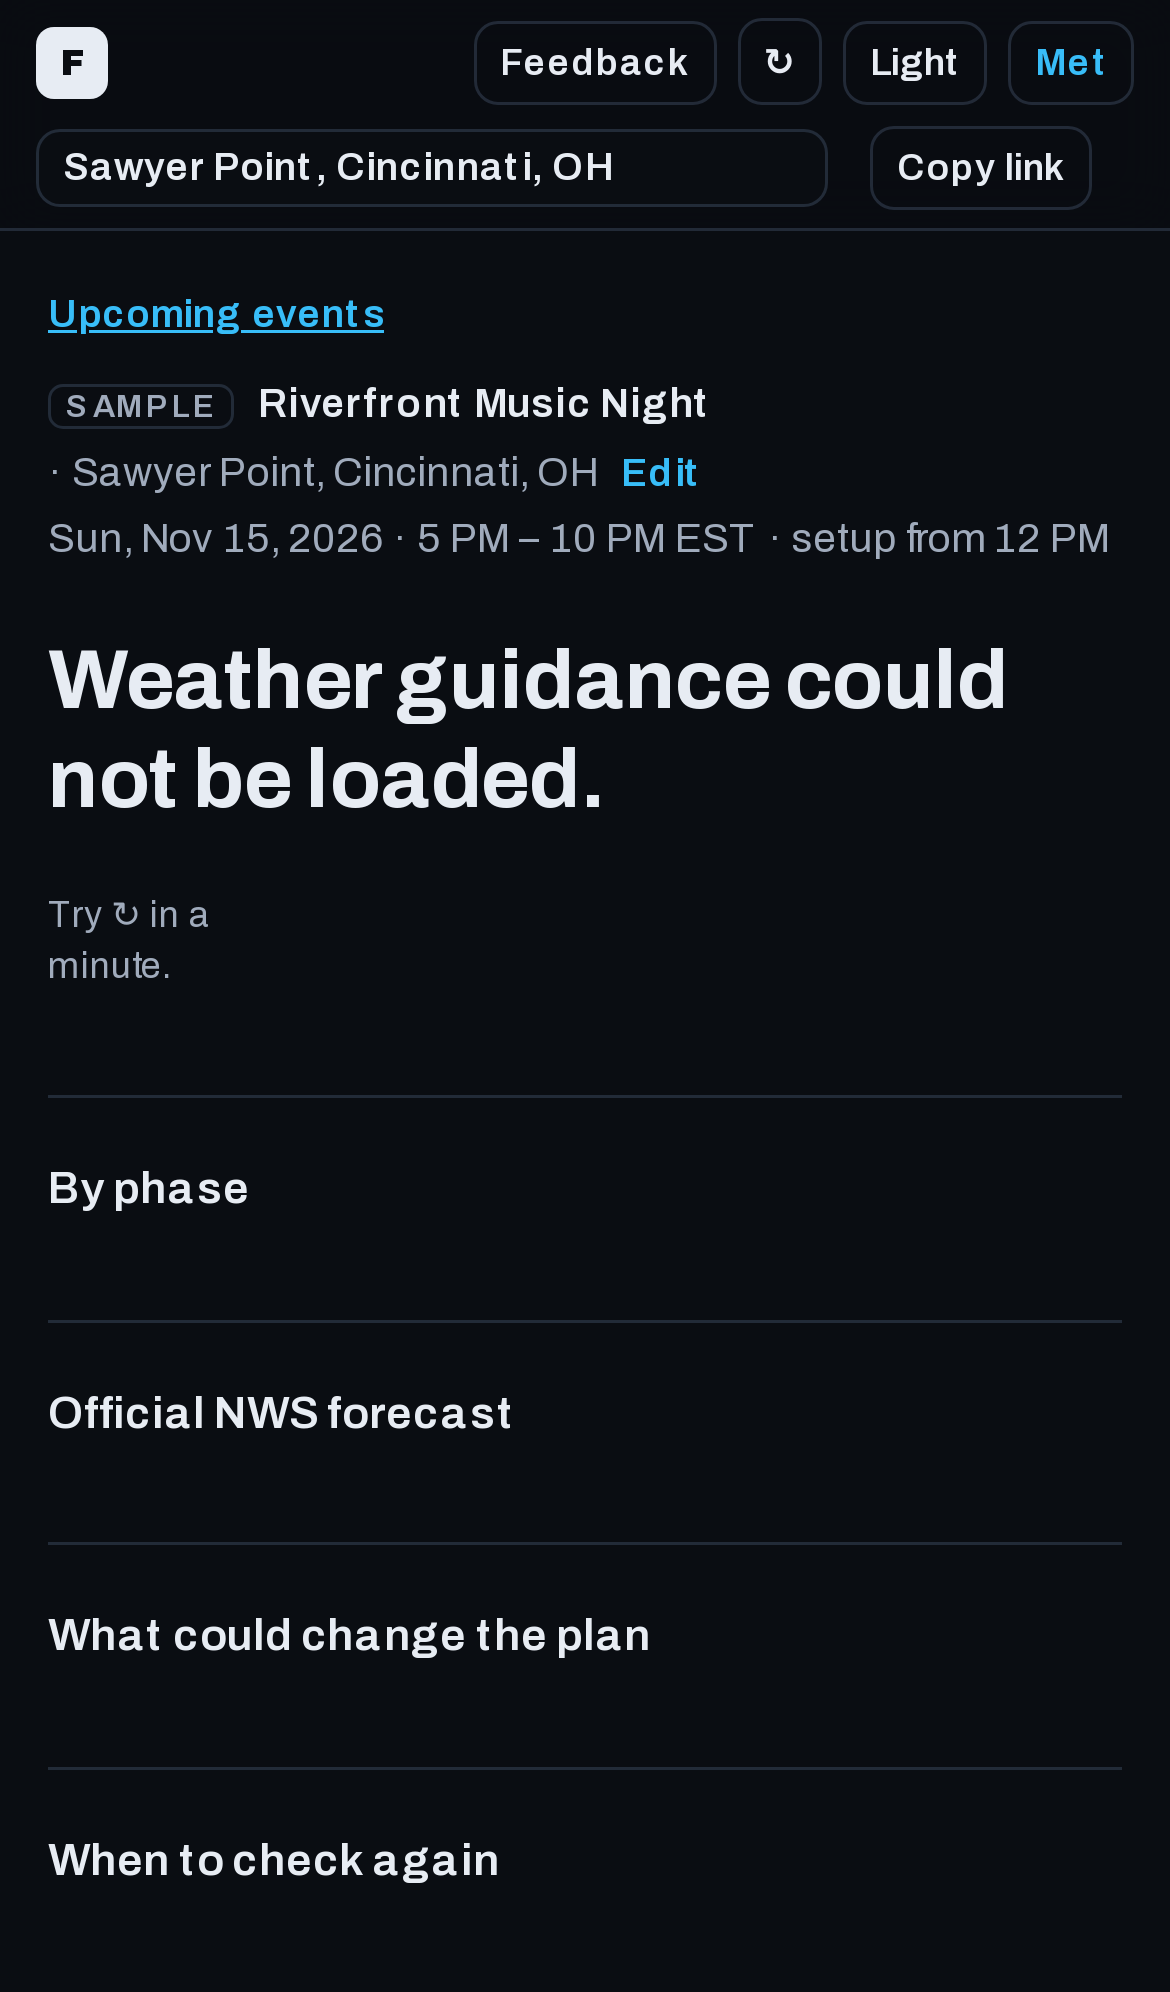 F
Feedback ↻ Light Met
Sawyer Point, Cincinnati, OH Copy link
Upcoming events
SAMPLE Riverfront Music Night
· Sawyer Point, Cincinnati, OH Edit
Sun, Nov 15, 2026 · 5 PM – 10 PM EST · setup from 12 PM
Weather guidance could
not be loaded.
Try ↻ in a
minute.
By phase
Official NWS forecast
What could change the plan
When to check again